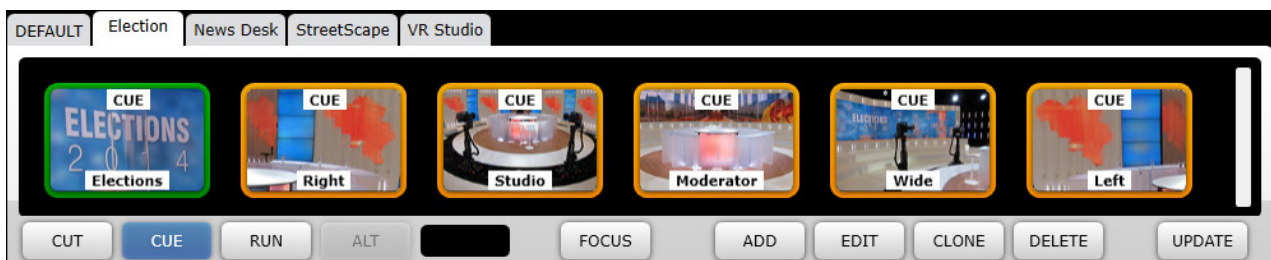 DEFAULT Election News Desk StreetScape VR Studio
CUE CUE CUE CUE CUE CUE
ELECTIONS
2014
ELECTIONS
Elections Right Studio Moderator Wide Left
CUT CUE RUN ALT FOCUS ADD EDIT CLONE DELETE UPDATE